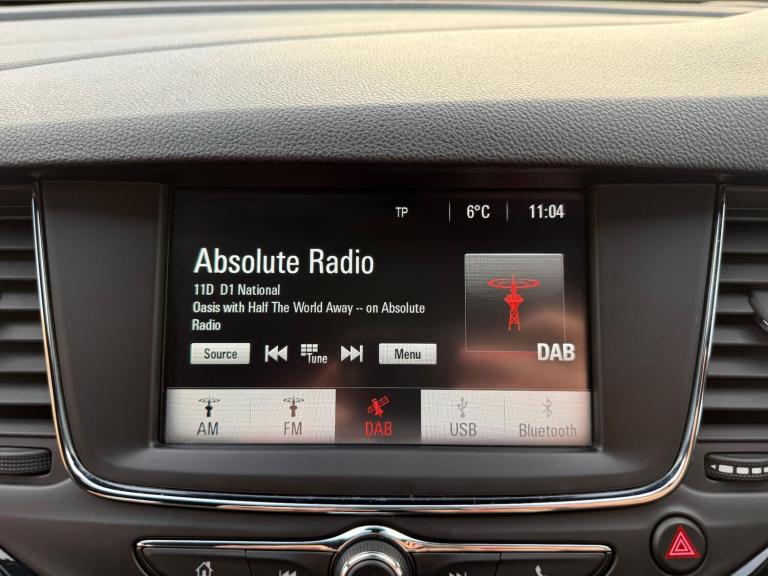 TP 6°C 11:04
Absolute Radio
11D D1 National
Oasis with Half The World Away -- on Absolute
Radio
DAB
Source Tune Menu
AM FM DAB USB Bluetooth